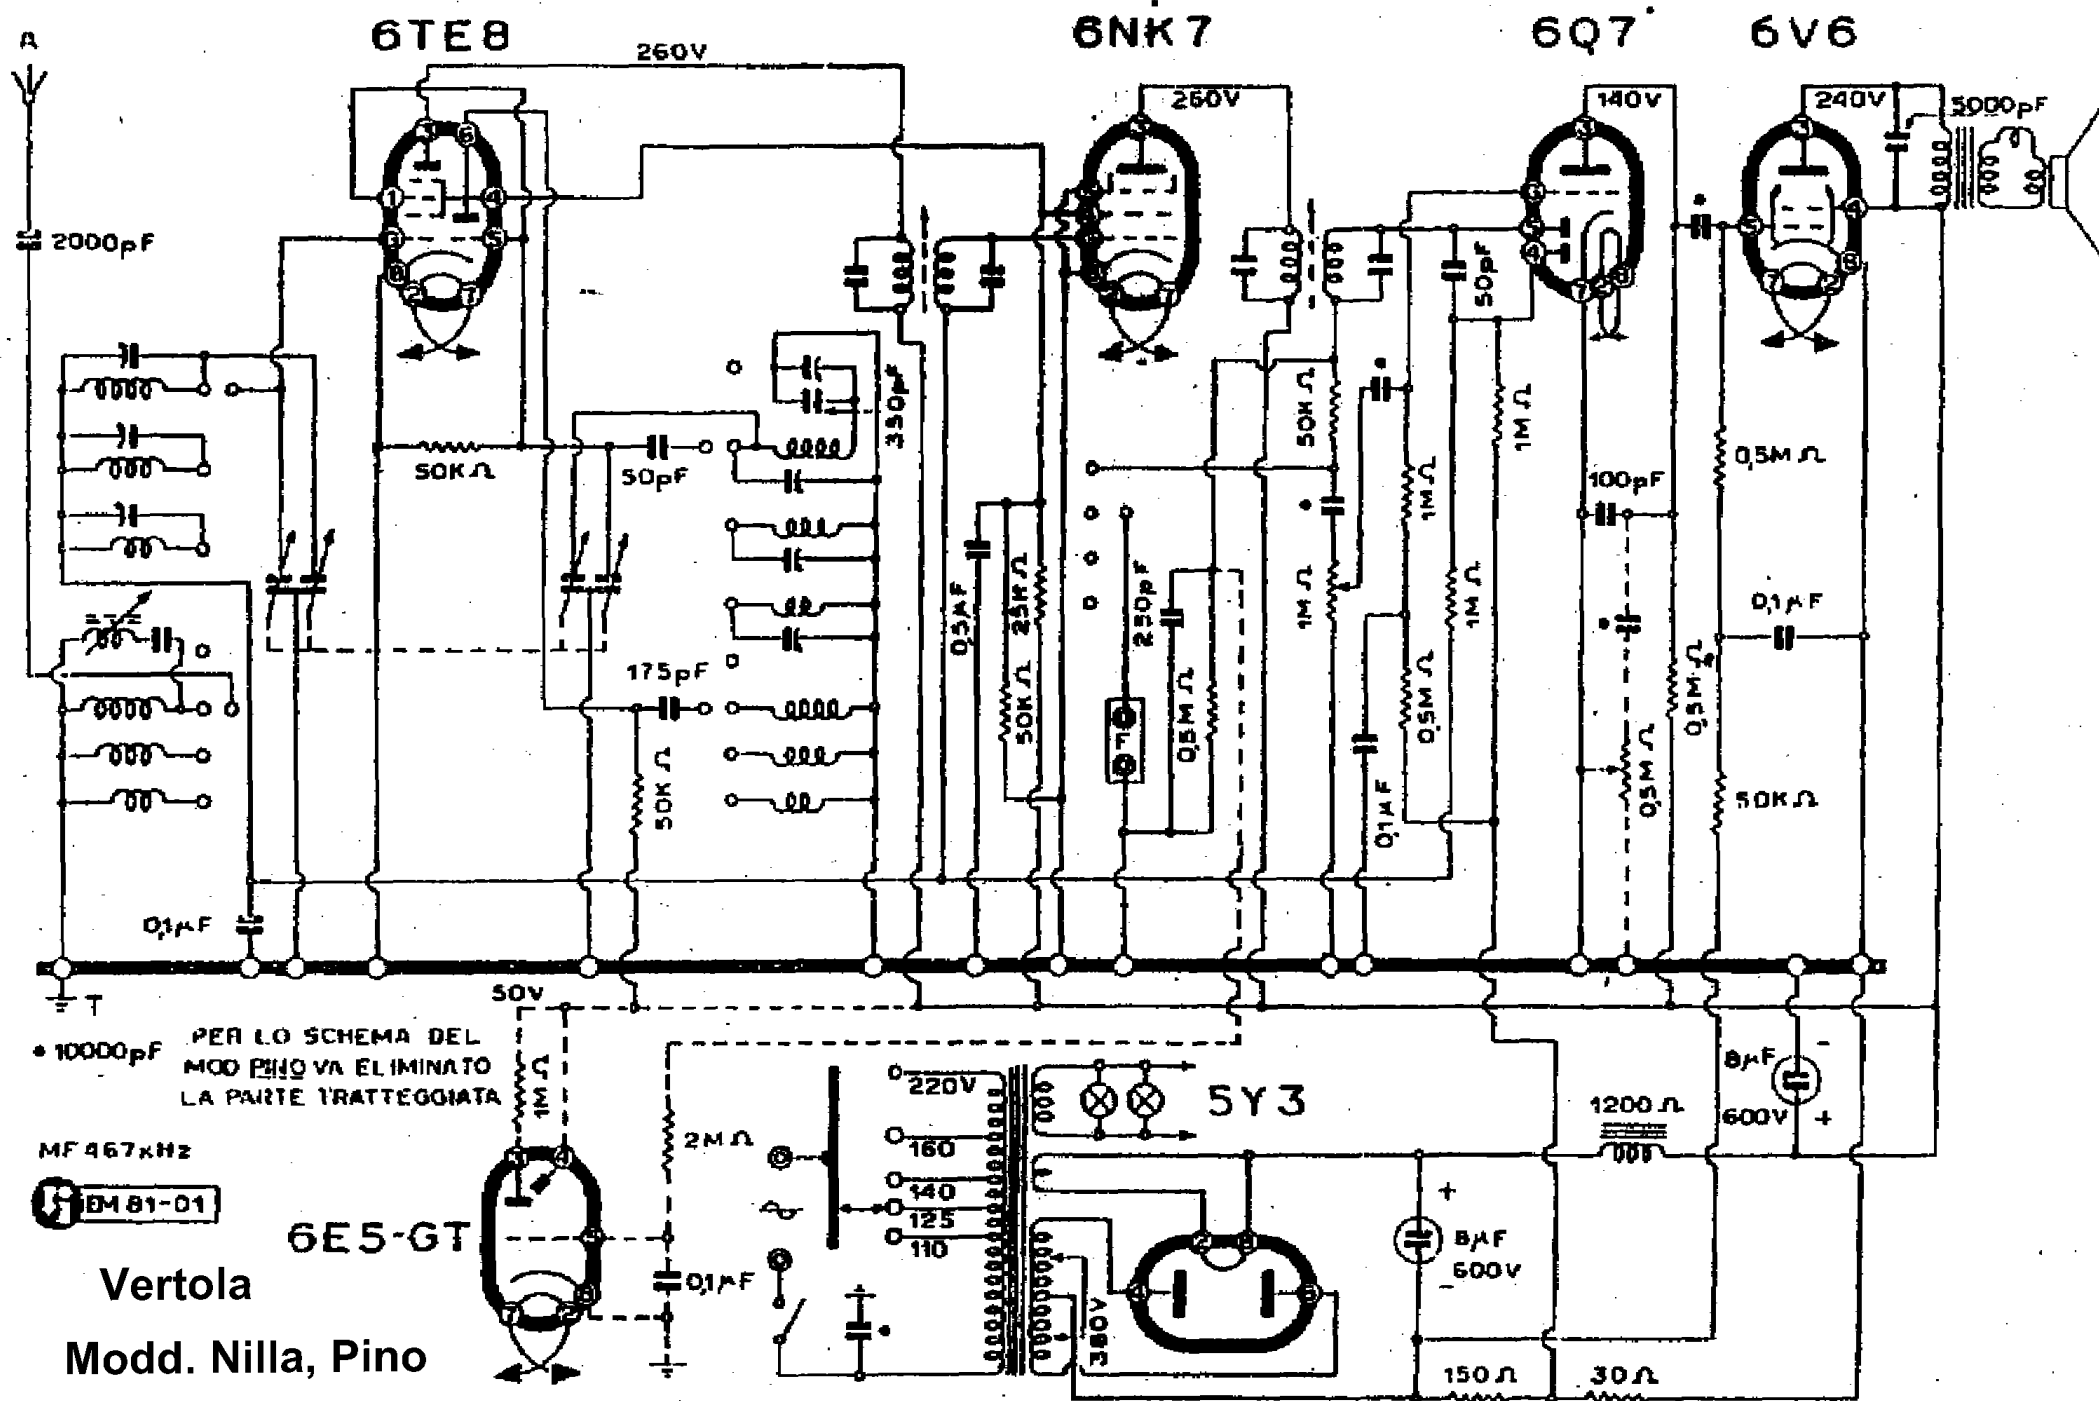 A
6TE8
260V
6NK7
260V
6Q7
140V
6V6
240V
5000pF
2000pF
350pF
50pF
50KΩ
50pF
50KΩ
1MΩ
1MΩ
0,5MΩ
100pF
0,5µF
25KΩ
250pF
1MΩ
1MΩ
0,1µF
175pF
50KΩ
50KΩ
0,5MΩ
0,5MΩ
0,5MΩ
0,1µF
0,1µF
50KΩ
0,1µF
T
50V
* 10000pF
PER LO SCHEMA DEL
MOD PINO VA ELIMINATO
LA PARTE TRATTEGGIATA
1MΩ
2MΩ
220V
160
140
125
110
5Y3
1200Ω
8µF
600V
- +
MF 467KHz
EM 81-01
6E5-GT
0,1µF
380V
+
8µF
600V
-
150Ω
30Ω
Vertola
Modd. Nilla, Pino